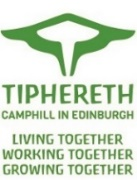 TIPHERETH
CAMPHILL IN EDINBURGH
LIVING TOGETHER
WORKING TOGETHER
GROWING TOGETHER